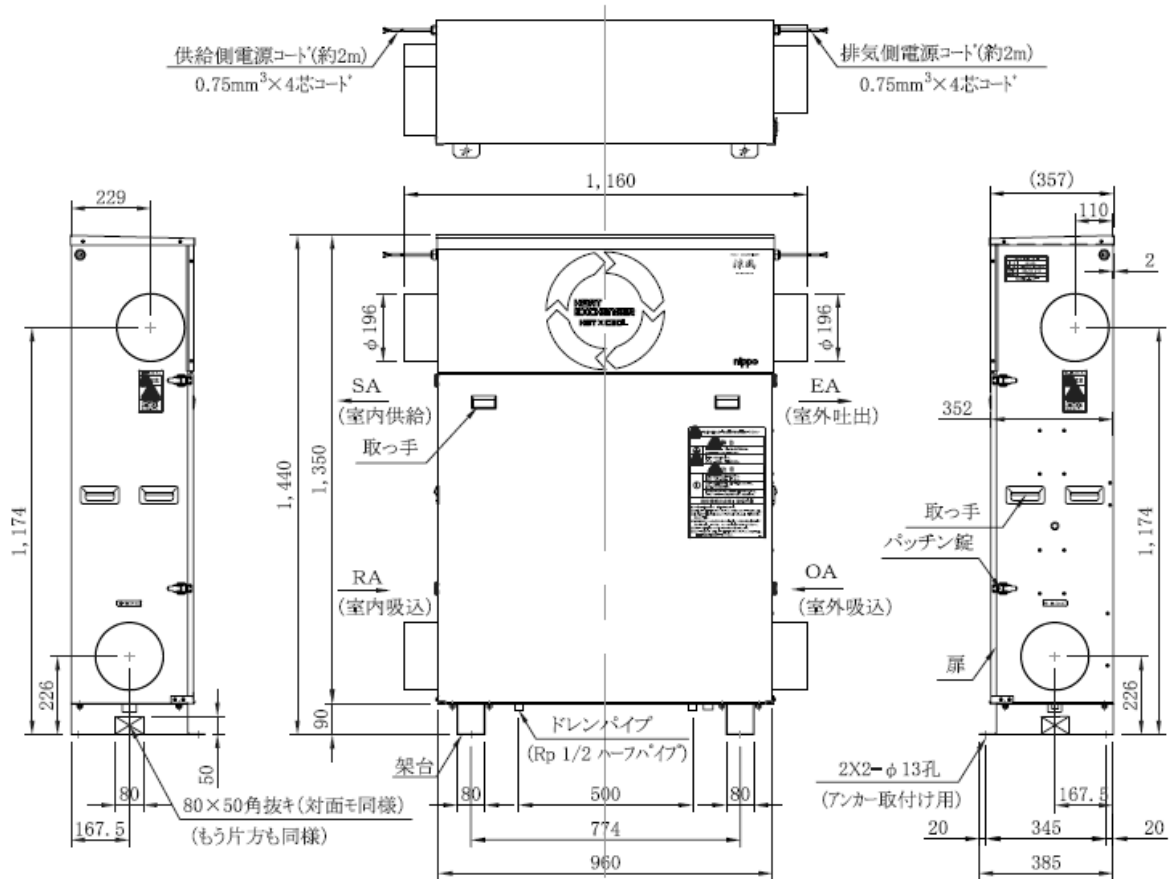 供給側電源コード(約2m)
0.75mm³×4芯コード
排気側電源コード(約2m)
0.75mm³×4芯コード
1,160
229
(357)
110
2
HEAT
EXCHANGER
HOT X COOL
涼風
nippo
φ196
φ196
SA
(室内供給)
EA
(室外吐出)
取っ手
352
1,440
1,350
1,174
1,174
取っ手
パッチン錠
RA
(室内吸込)
OA
(室外吸込)
扉
226
226
90
50
ドレンパイプ
(Rp 1/2 ハーフパイプ)
架台
2X2-φ13孔
(アンカー取付け用)
80
80×50角抜キ(対面モ同様)
(もう片方も同様)
167.5
80
500
80
774
960
167.5
20
345
20
385